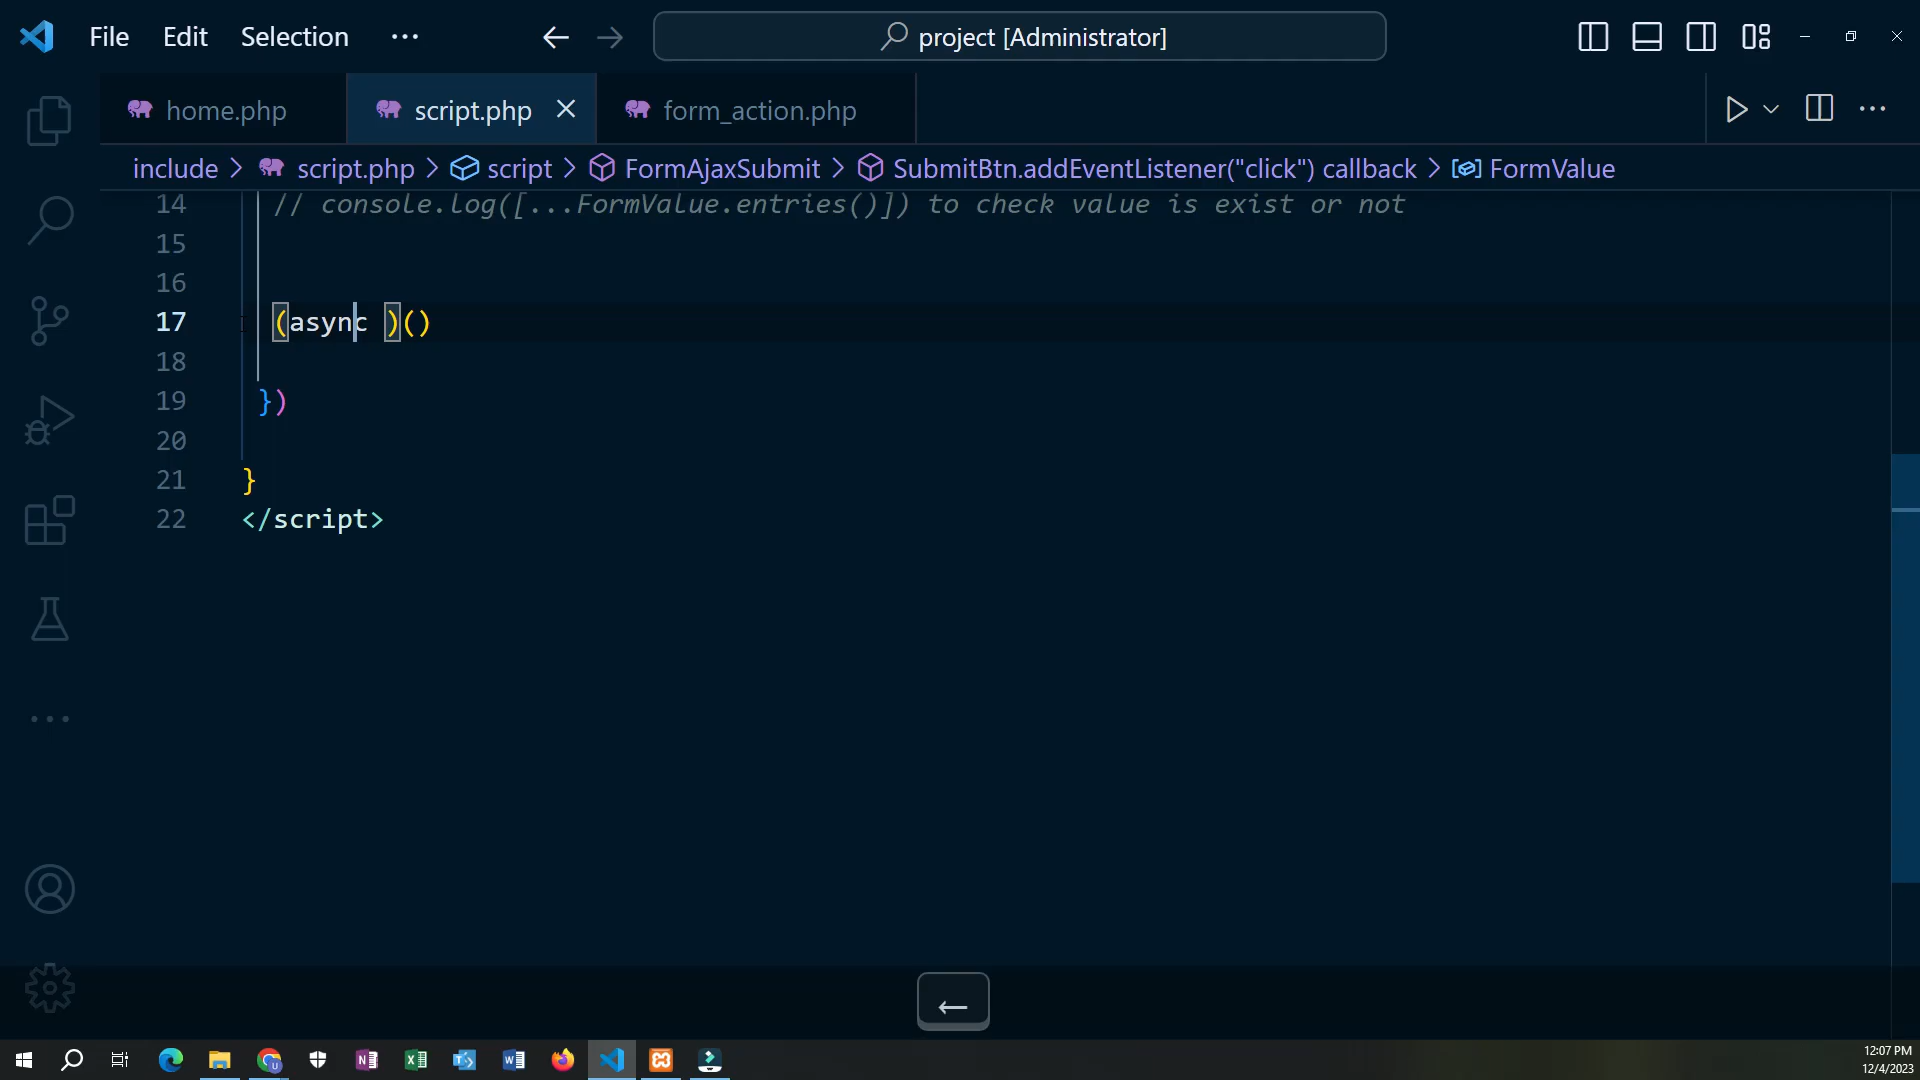 File Edit Selection ··· ← → project [Administrator]
home.php script.php × form_action.php
include > script.php > script > FormAjaxSubmit > SubmitBtn.addEventListener("click") callback > FormValue
14 // console.log([...FormValue.entries()]) to check value is exist or not
15
16
17 (async )()
18
19 })
20
21 }
22 </script>
←
12:07 PM
12/4/2023